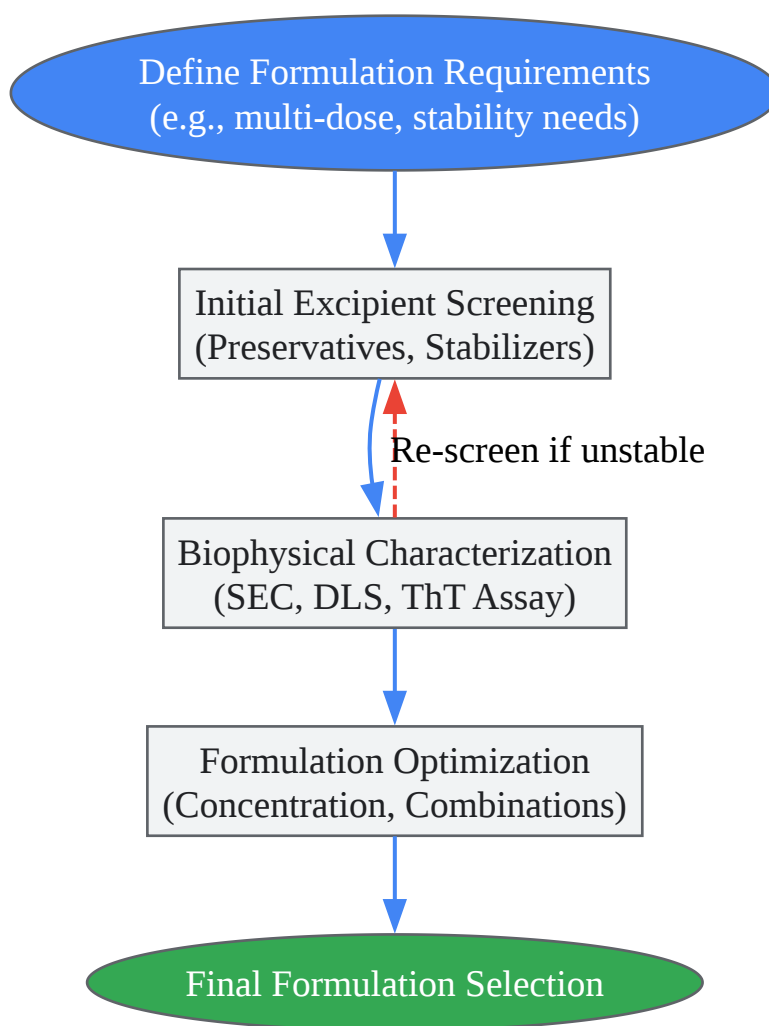 Define Formulation Requirements
(e.g., multi-dose, stability needs)
Initial Excipient Screening
(Preservatives, Stabilizers)
Re-screen if unstable
Biophysical Characterization
(SEC, DLS, ThT Assay)
Formulation Optimization
(Concentration, Combinations)
Final Formulation Selection